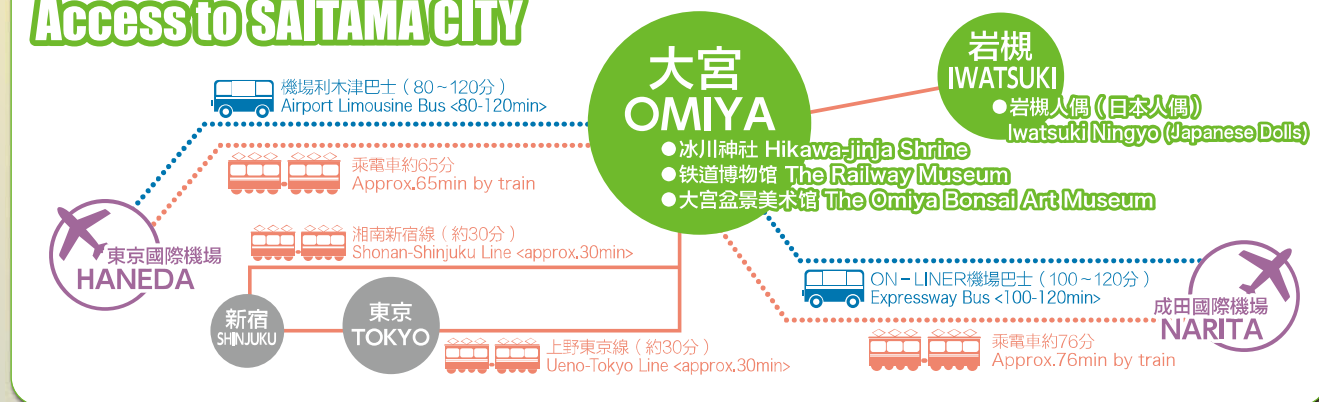 Access to SAITAMA CITY
大宮
OMIYA
●冰川神社 Hikawa-jinja Shrine
●铁道博物馆 The Railway Museum
●大宫盆景美术馆 The Omiya Bonsai Art Museum
岩槻
IWATSUKI
●岩槻人偶（日本人偶）
Iwatsuki Ningyo (Japanese Dolls)
機場利木津巴士（80～120分）
Airport Limousine Bus <80-120min>
乘電車約65分
Approx.65min by train
東京國際機場
HANEDA
湘南新宿線（約30分）
Shonan-Shinjuku Line <approx.30min>
新宿
SHINJUKU
東京
TOKYO
上野東京線（約30分）
Ueno-Tokyo Line <approx.30min>
ON－LINER機場巴士（100～120分）
Expressway Bus <100-120min>
成田國際機場
NARITA
乘電車約76分
Approx.76min by train